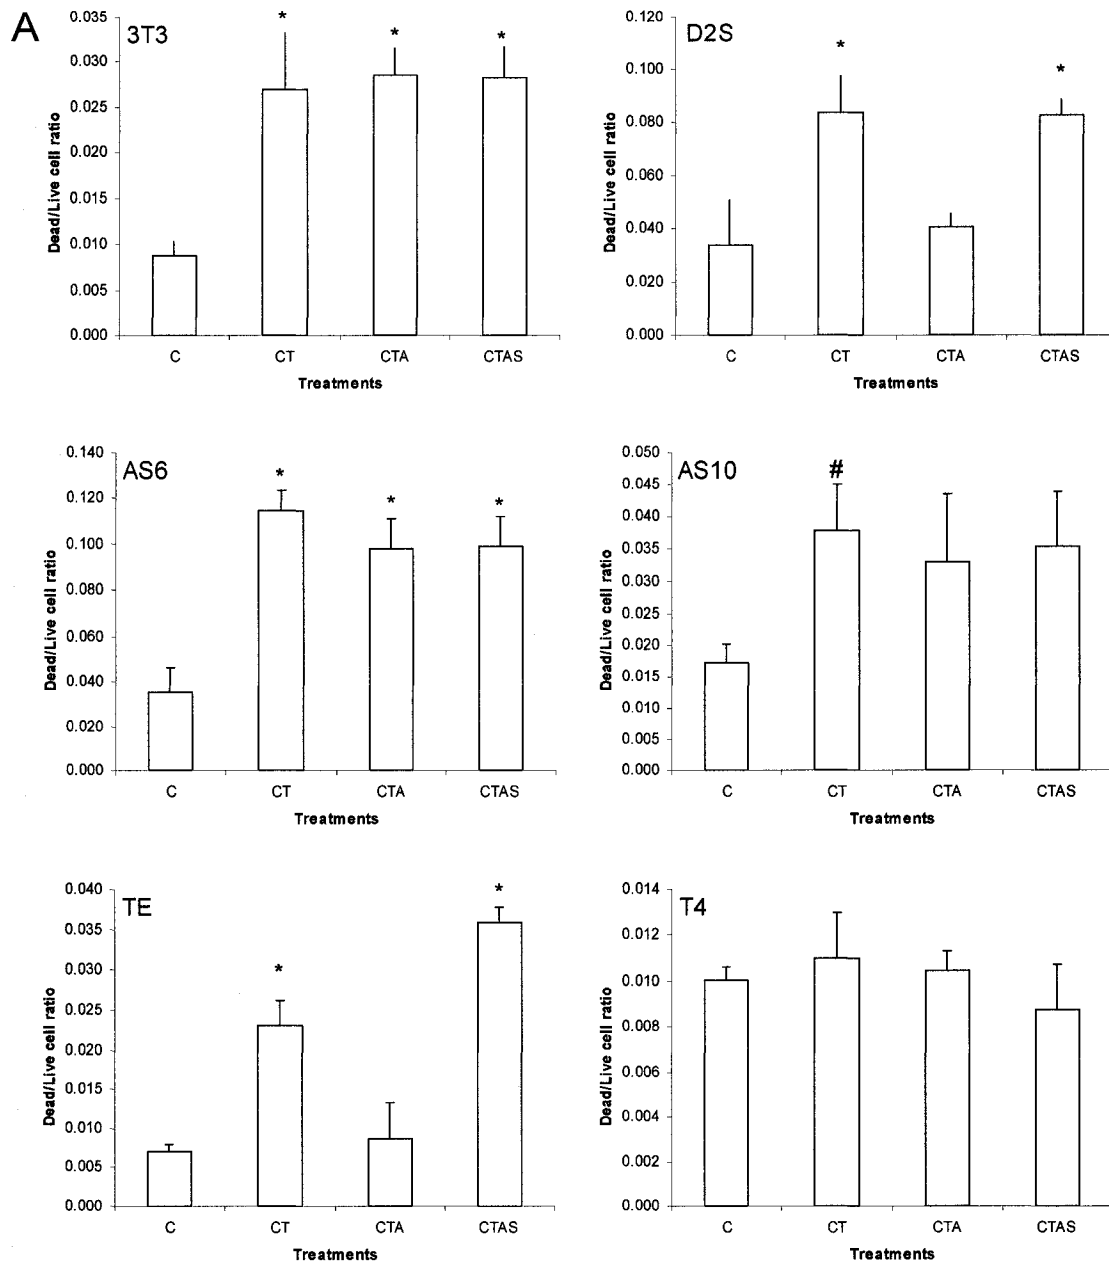 A
3T3
Dead/Live cell ratio
0.035
0.030
0.025
0.020
0.015
0.010
0.005
0.000
* * *
C CT CTA CTAS
Treatments
D2S
Dead/Live cell ratio
0.120
0.100
0.080
0.060
0.040
0.020
0.000
* *
C CT CTA CTAS
Treatments
AS6
Dead/Live cell ratio
0.140
0.120
0.100
0.080
0.060
0.040
0.020
0.000
* * *
C CT CTA CTAS
Treatments
AS10
Dead/Live cell ratio
0.050
0.045
0.040
0.035
0.030
0.025
0.020
0.015
0.010
0.005
0.000
#
C CT CTA CTAS
Treatments
TE
Dead/Live cell ratio
0.040
0.035
0.030
0.025
0.020
0.015
0.010
0.005
0.000
* *
C CT CTA CTAS
Treatments
T4
Dead/Live cell ratio
0.014
0.012
0.010
0.008
0.006
0.004
0.002
0.000
C CT CTA CTAS
Treatments